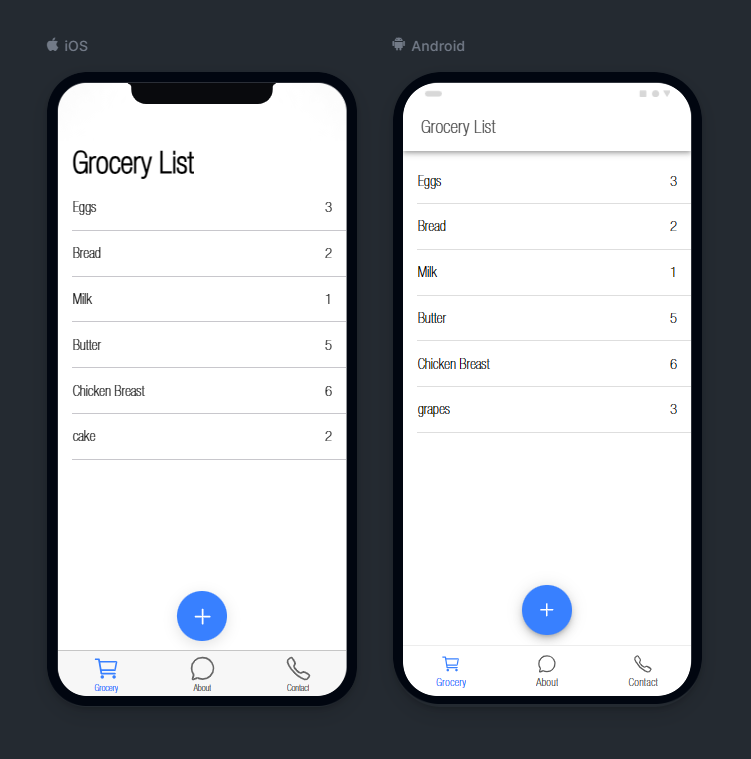 iOS
Grocery List
Eggs 3
Bread 2
Milk 1
Butter 5
Chicken Breast 6
cake 2
Grocery About Contact
Android
Grocery List
Eggs 3
Bread 2
Milk 1
Butter 5
Chicken Breast 6
grapes 3
Grocery About Contact